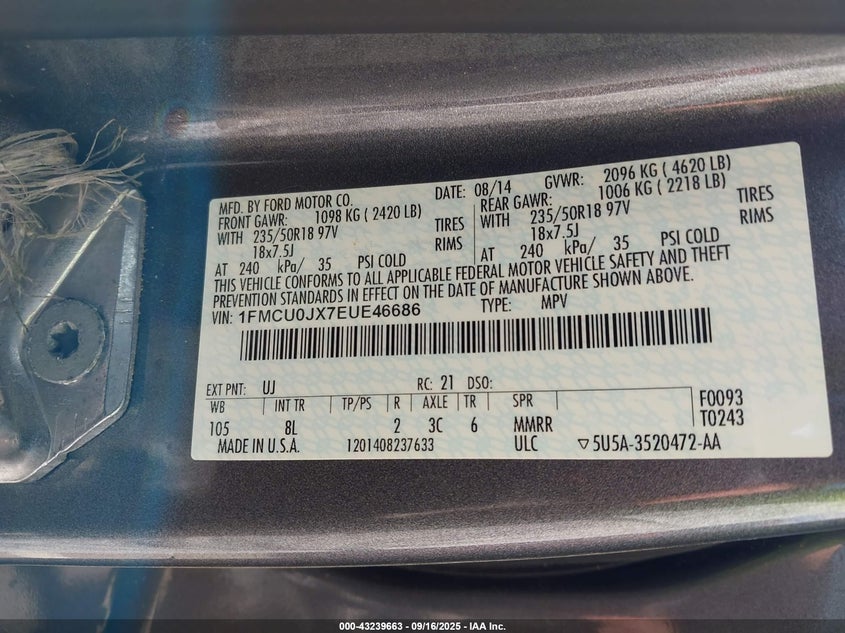 MFD. BY FORD MOTOR CO. DATE: 08/14 GVWR: 2096 KG ( 4620 LB)
FRONT GAWR: 1098 KG ( 2420 LB) REAR GAWR: 1006 KG ( 2218 LB)
WITH 235/50R18 97V TIRES WITH 235/50R18 97V TIRES
18x7.5J RIMS 18x7.5J RIMS
AT 240 kPa/ 35 PSI COLD AT 240 kPa/ 35 PSI COLD
THIS VEHICLE CONFORMS TO ALL APPLICABLE FEDERAL MOTOR VEHICLE SAFETY AND THEFT
PREVENTION STANDARDS IN EFFECT ON THE DATE OF MANUFACTURE SHOWN ABOVE.
VIN: 1FMCU0JX7EUE46686 TYPE: MPV
EXT PNT: UJ RC: 21 DSO:
WB INT TR TP/PS R AXLE TR SPR F0093
105 8L 2 3C 6 MMRR T0243
MADE IN U.S.A. 1201408237633 ULC ▽5U5A-3520472-AA
000-43239663 - 09/16/2025 - IAA Inc.